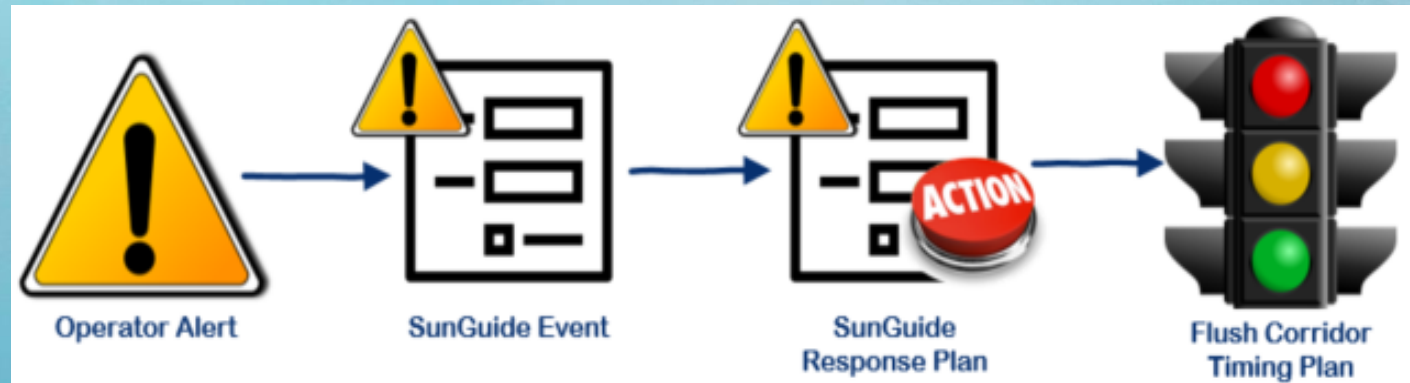 ACTION
Operator Alert
SunGuide Event
SunGuide
Response Plan
Flush Corridor
Timing Plan